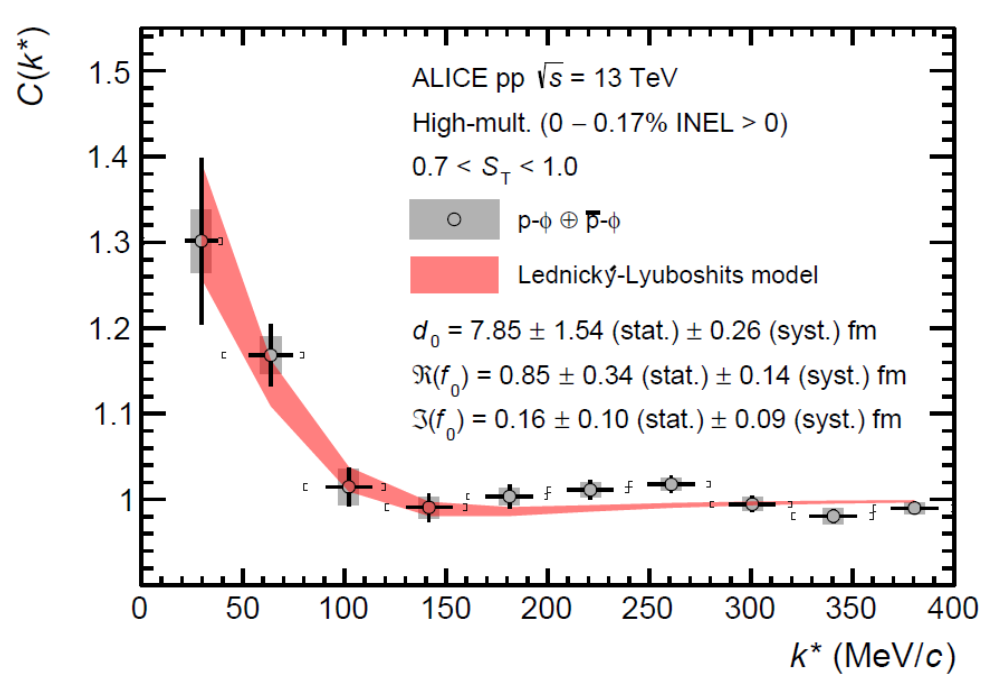 C(k*)
1.5
1.4
1.3
1.2
1.1
1
ALICE pp √s = 13 TeV
High-mult. (0 – 0.17% INEL > 0)
0.7 < S_T < 1.0
p-ϕ ⊕ p̄-ϕ
Lednický-Lyuboshits model
d_0 = 7.85 ± 1.54 (stat.) ± 0.26 (syst.) fm
ℜ(f_0) = 0.85 ± 0.34 (stat.) ± 0.14 (syst.) fm
ℑ(f_0) = 0.16 ± 0.10 (stat.) ± 0.09 (syst.) fm
0 50 100 150 200 250 300 350 400
k* (MeV/c)